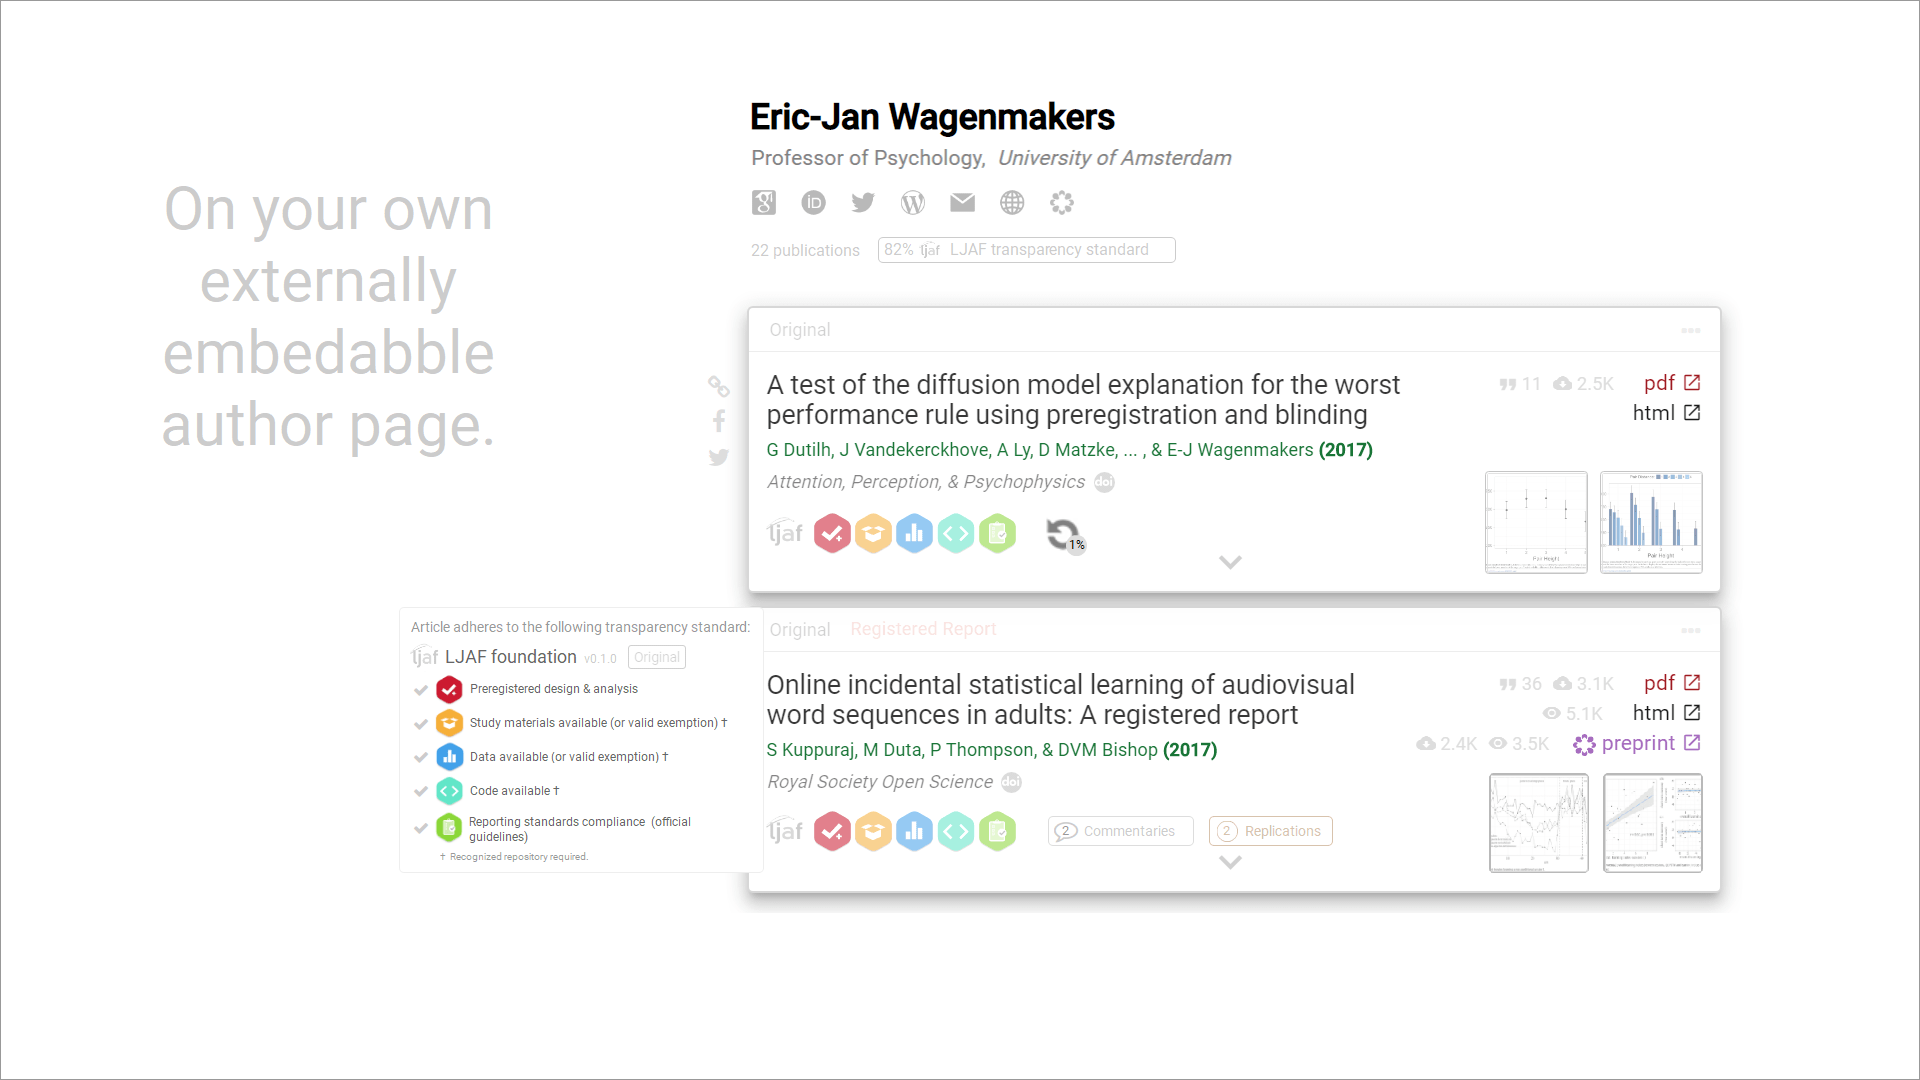 On your own
externally
embedabble
author page.
Eric-Jan Wagenmakers
Professor of Psychology, University of Amsterdam
22 publications
82% ljaf LJAF transparency standard
Original
A test of the diffusion model explanation for the worst
performance rule using preregistration and blinding
11 2.5K pdf
html
G Dutilh, J Vandekerckhove, A Ly, D Matzke, ... , & E-J Wagenmakers (2017)
Attention, Perception, & Psychophysics doi
ljaf
1%
Pair Height
Pair Height
Article adheres to the following transparency standard:
ljaf LJAF foundation v0.1.0 Original
Preregistered design & analysis
Study materials available (or valid exemption) †
Data available (or valid exemption) †
Code available †
Reporting standards compliance (official
guidelines)
† Recognized repository required.
Original Registered Report
Online incidental statistical learning of audiovisual
word sequences in adults: A registered report
36 3.1K pdf
5.1K html
2.4K 3.5K preprint
S Kuppuraj, M Duta, P Thompson, & DVM Bishop (2017)
Royal Society Open Science doi
ljaf
2 Commentaries
2 Replications